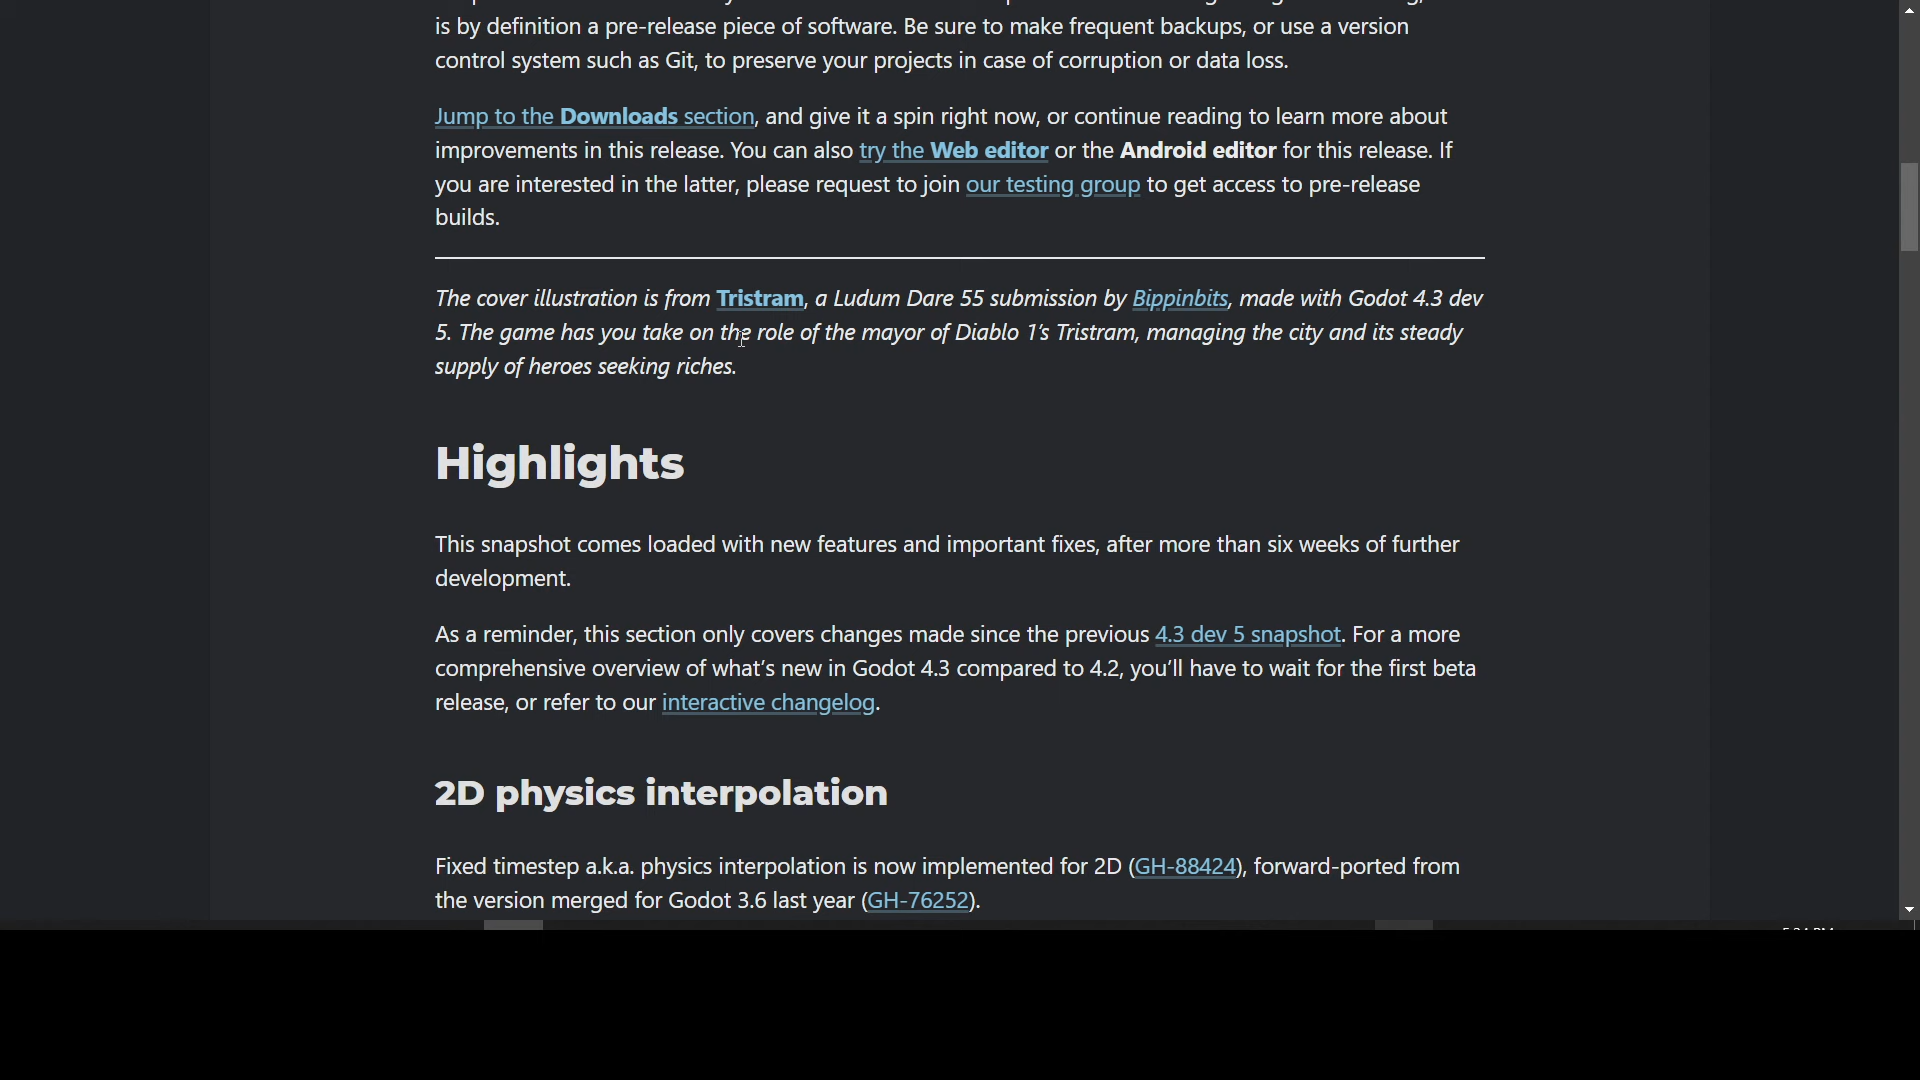 is by definition a pre-release piece of software. Be sure to make frequent backups, or use a version
control system such as Git, to preserve your projects in case of corruption or data loss.
Jump to the Downloads section, and give it a spin right now, or continue reading to learn more about
improvements in this release. You can also try the Web editor or the Android editor for this release. If
you are interested in the latter, please request to join our testing group to get access to pre-release
builds.
The cover illustration is from Tristram, a Ludum Dare 55 submission by Bippinbits, made with Godot 4.3 dev
5. The game has you take on the role of the mayor of Diablo 1's Tristram, managing the city and its steady
supply of heroes seeking riches.
Highlights
This snapshot comes loaded with new features and important fixes, after more than six weeks of further
development.
As a reminder, this section only covers changes made since the previous 4.3 dev 5 snapshot. For a more
comprehensive overview of what's new in Godot 4.3 compared to 4.2, you'll have to wait for the first beta
release, or refer to our interactive changelog.
2D physics interpolation
Fixed timestep a.k.a. physics interpolation is now implemented for 2D (GH-88424), forward-ported from
the version merged for Godot 3.6 last year (GH-76252).